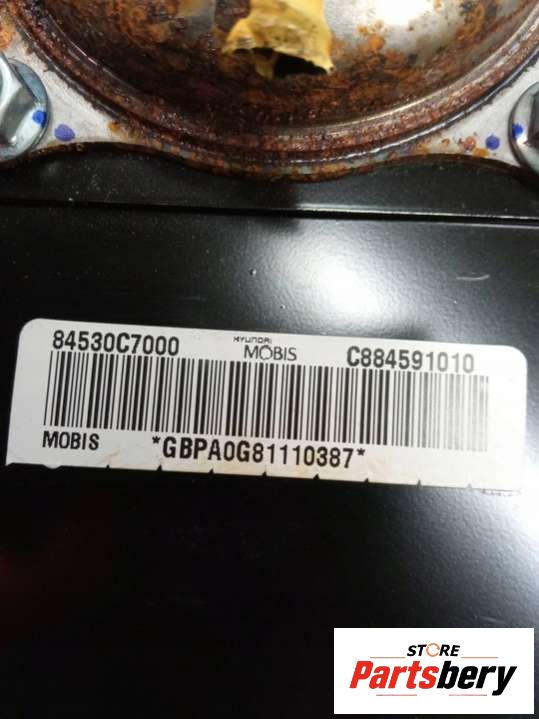 84530C7000 HYUNDAI MOBIS C884591010
MOBIS *GBPA0G81110387*
STORE
Partsbery